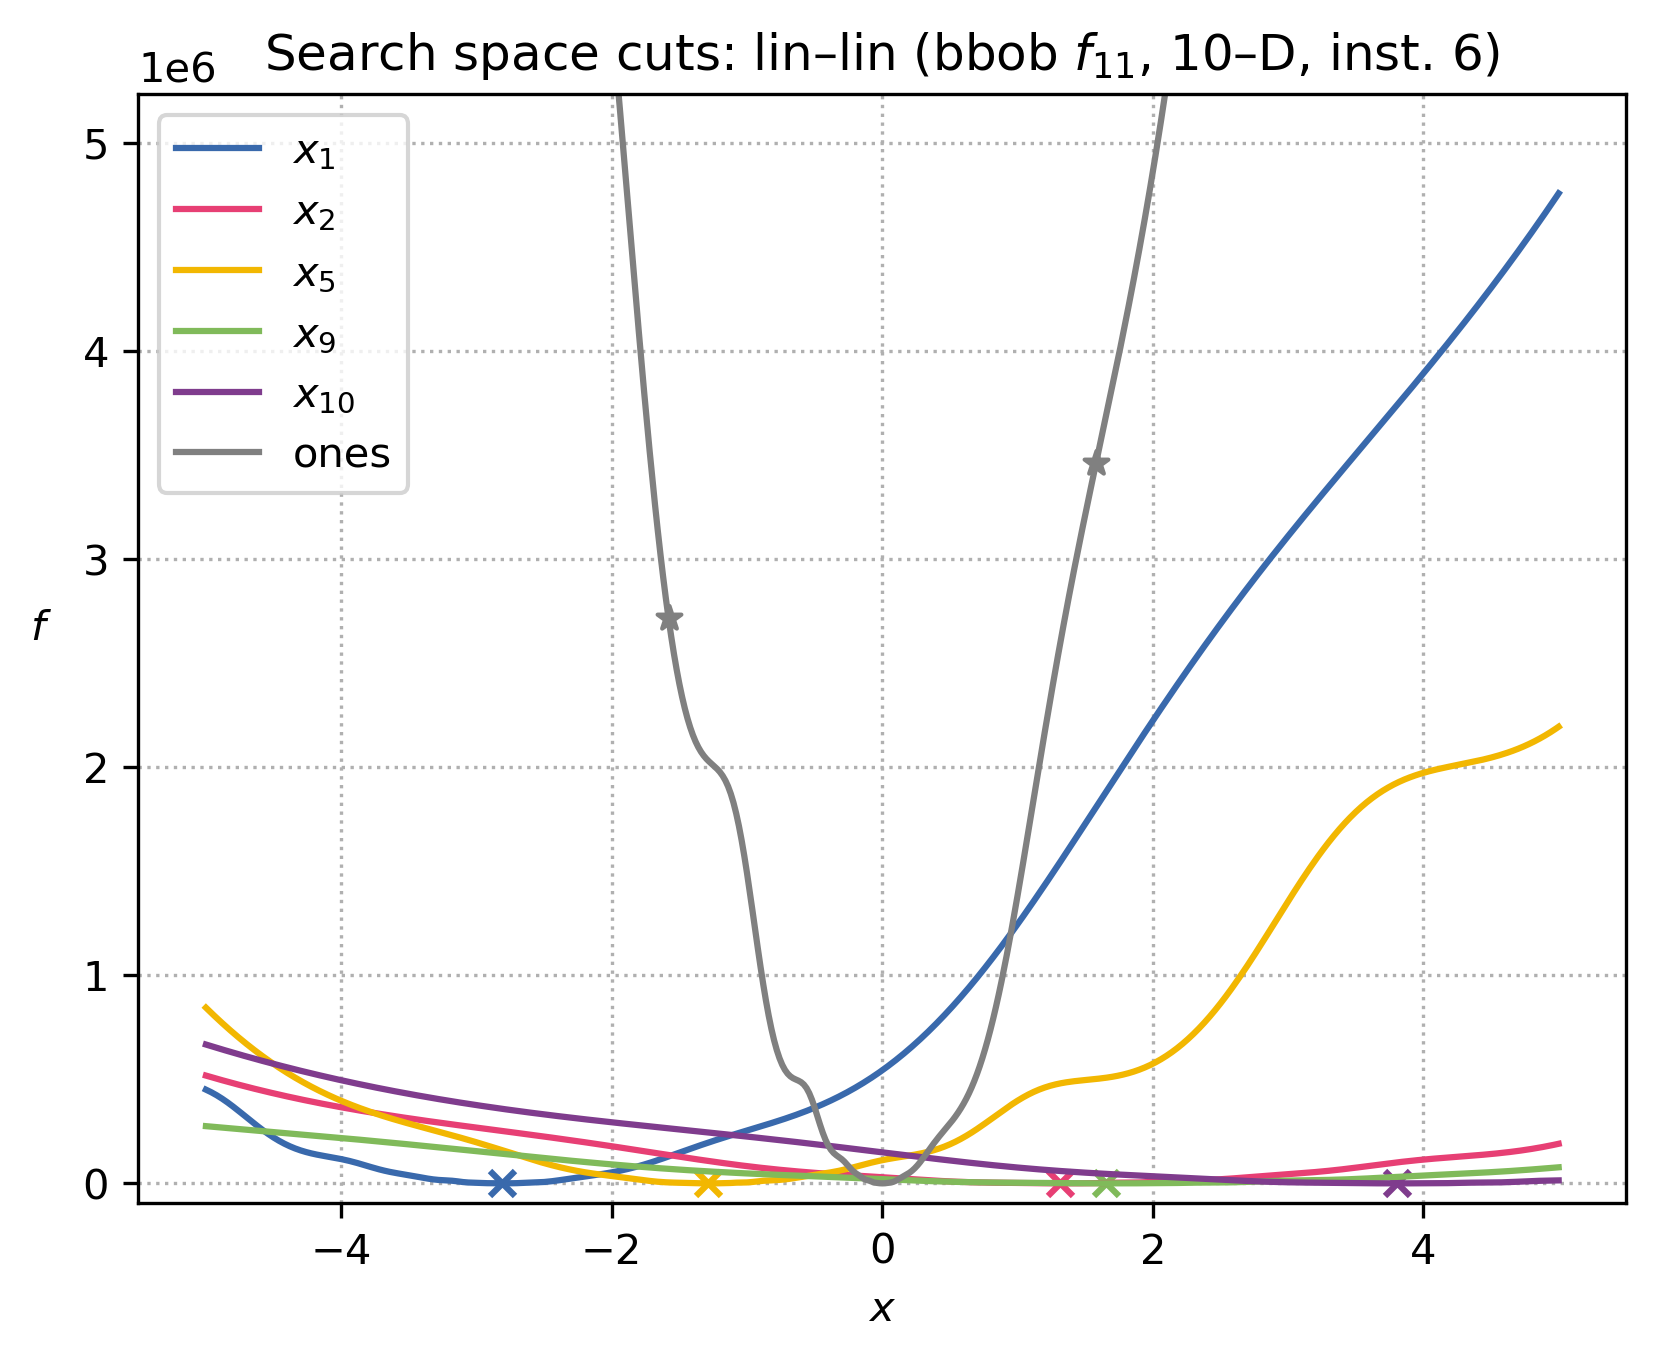 1e6
Search space cuts: lin–lin (bbob f₁₁, 10–D, inst. 6)
x₁
x₂
x₅
x₉
x₁₀
ones
5
4
3
2
1
0
f
−4 −2 0 2 4
x